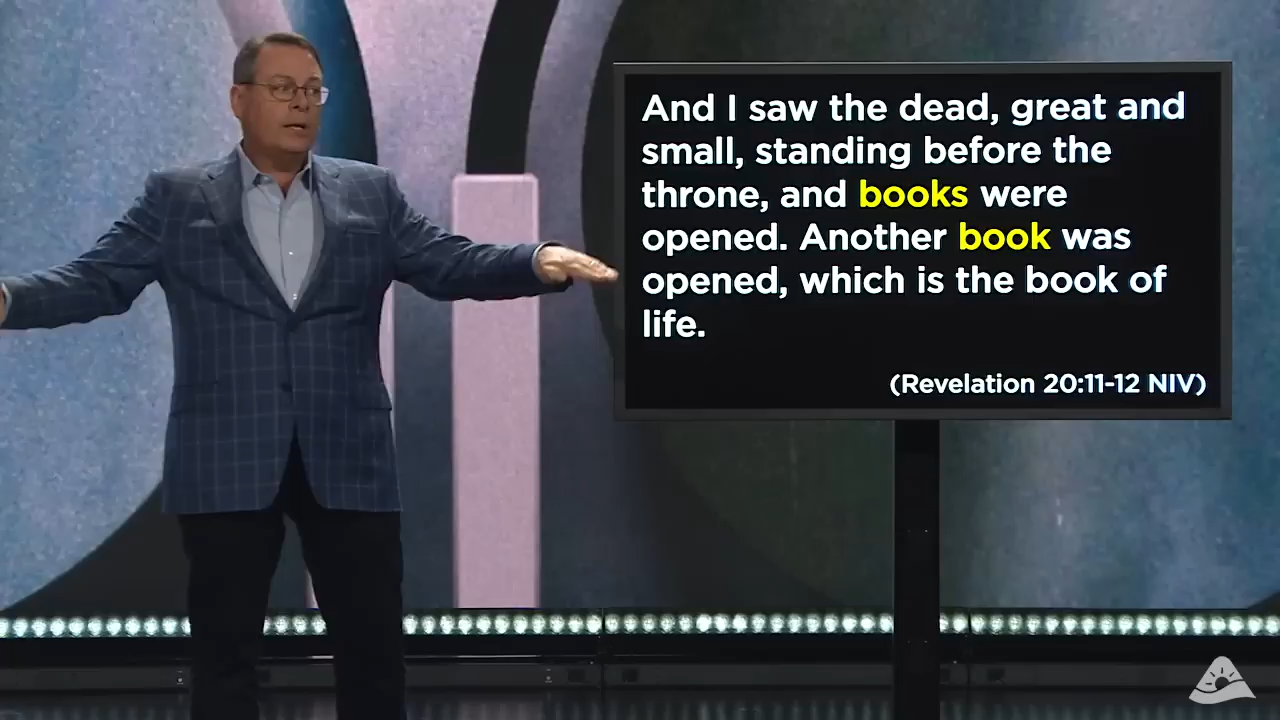 And I saw the dead, great and
small, standing before the
throne, and books were
opened. Another book was
opened, which is the book of
life.
(Revelation 20:11-12 NIV)